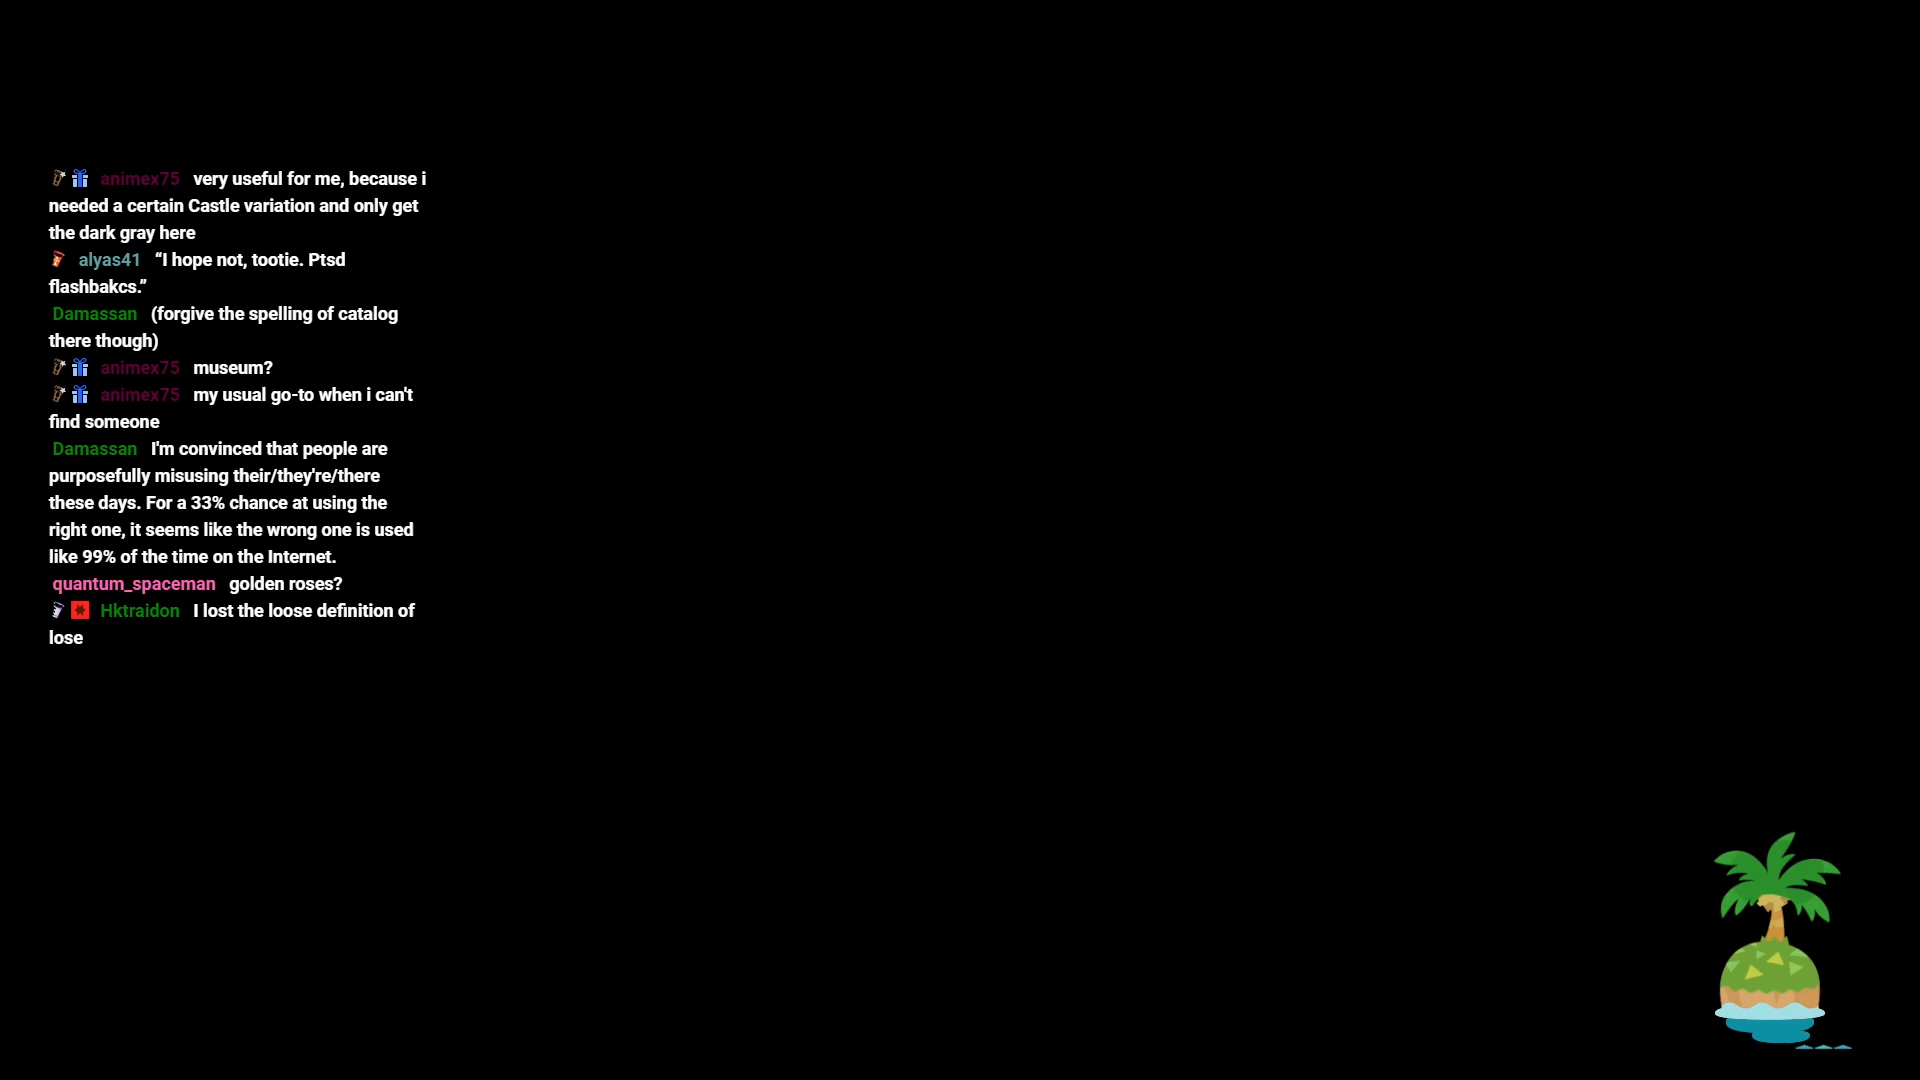 animex75 very useful for me, because i
needed a certain Castle variation and only get
the dark gray here
alyas41 “I hope not, tootie. Ptsd
flashbakcs.”
Damassan (forgive the spelling of catalog
there though)
animex75 museum?
animex75 my usual go-to when i can't
find someone
Damassan I'm convinced that people are
purposefully misusing their/they're/there
these days. For a 33% chance at using the
right one, it seems like the wrong one is used
like 99% of the time on the Internet.
quantum_spaceman golden roses?
Hktraidon I lost the loose definition of
lose